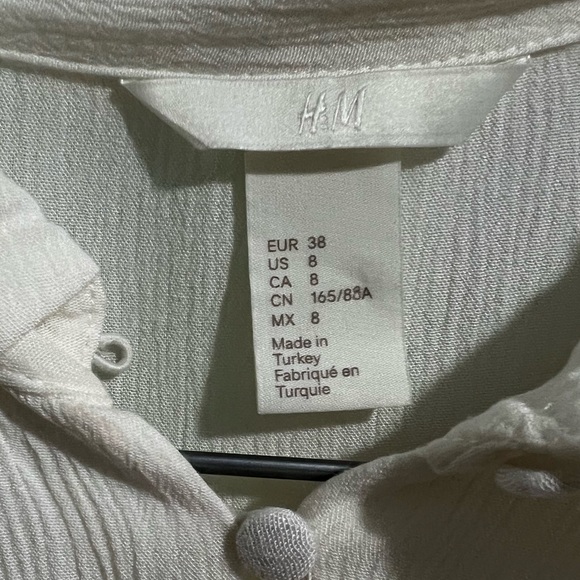 H&M
EUR 38
US 8
CA 8
CN 165/88A
MX 8
Made in
Turkey
Fabriqué en
Turquie